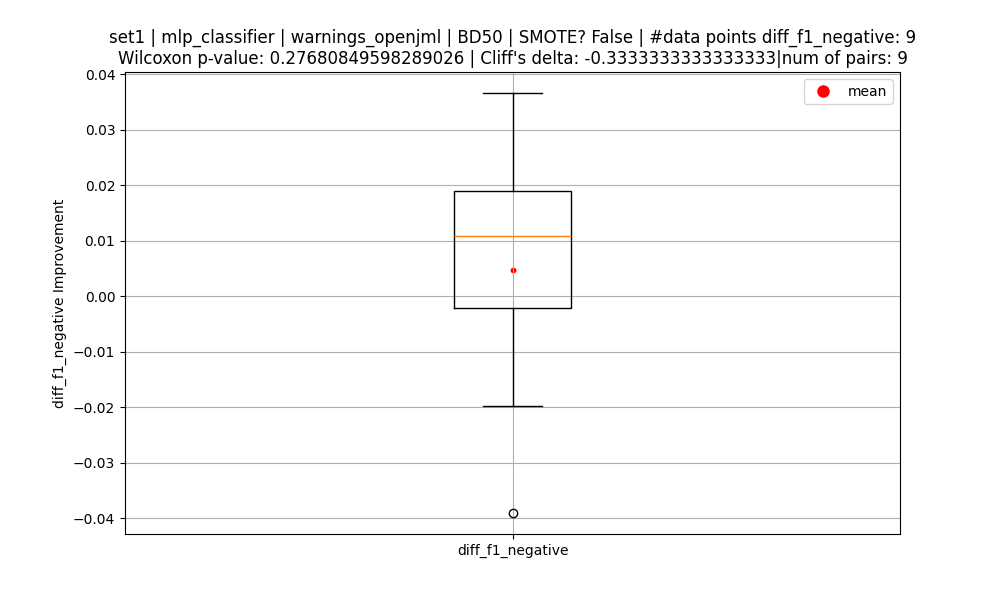 set1 | mlp_classifier | warnings_openjml | BD50 | SMOTE? False | #data points diff_f1_negative: 9
Wilcoxon p-value: 0.27680849598289026 | Cliff's delta: -0.3333333333333333|num of pairs: 9
mean
0.04
0.03
0.02
0.01
0.00
−0.01
−0.02
−0.03
−0.04
diff_f1_negative Improvement
diff_f1_negative